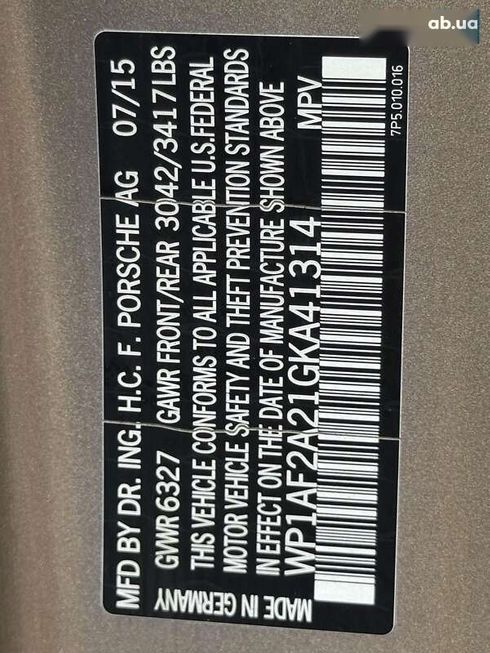 MFD BY DR. ING. H.C. F. PORSCHE AG 07/15
GVWR 6327 GAWR FRONT/REAR 3042/3417LBS
THIS VEHICLE CONFORMS TO ALL APPLICABLE U.S.FEDERAL
MOTOR VEHICLE SAFETY AND THEFT PREVENTION STANDARDS
IN EFFECT ON THE DATE OF MANUFACTURE SHOWN ABOVE
WP1AF2A21GKA41314 MPV
MADE IN GERMANY
7P5.010.016
ab.ua